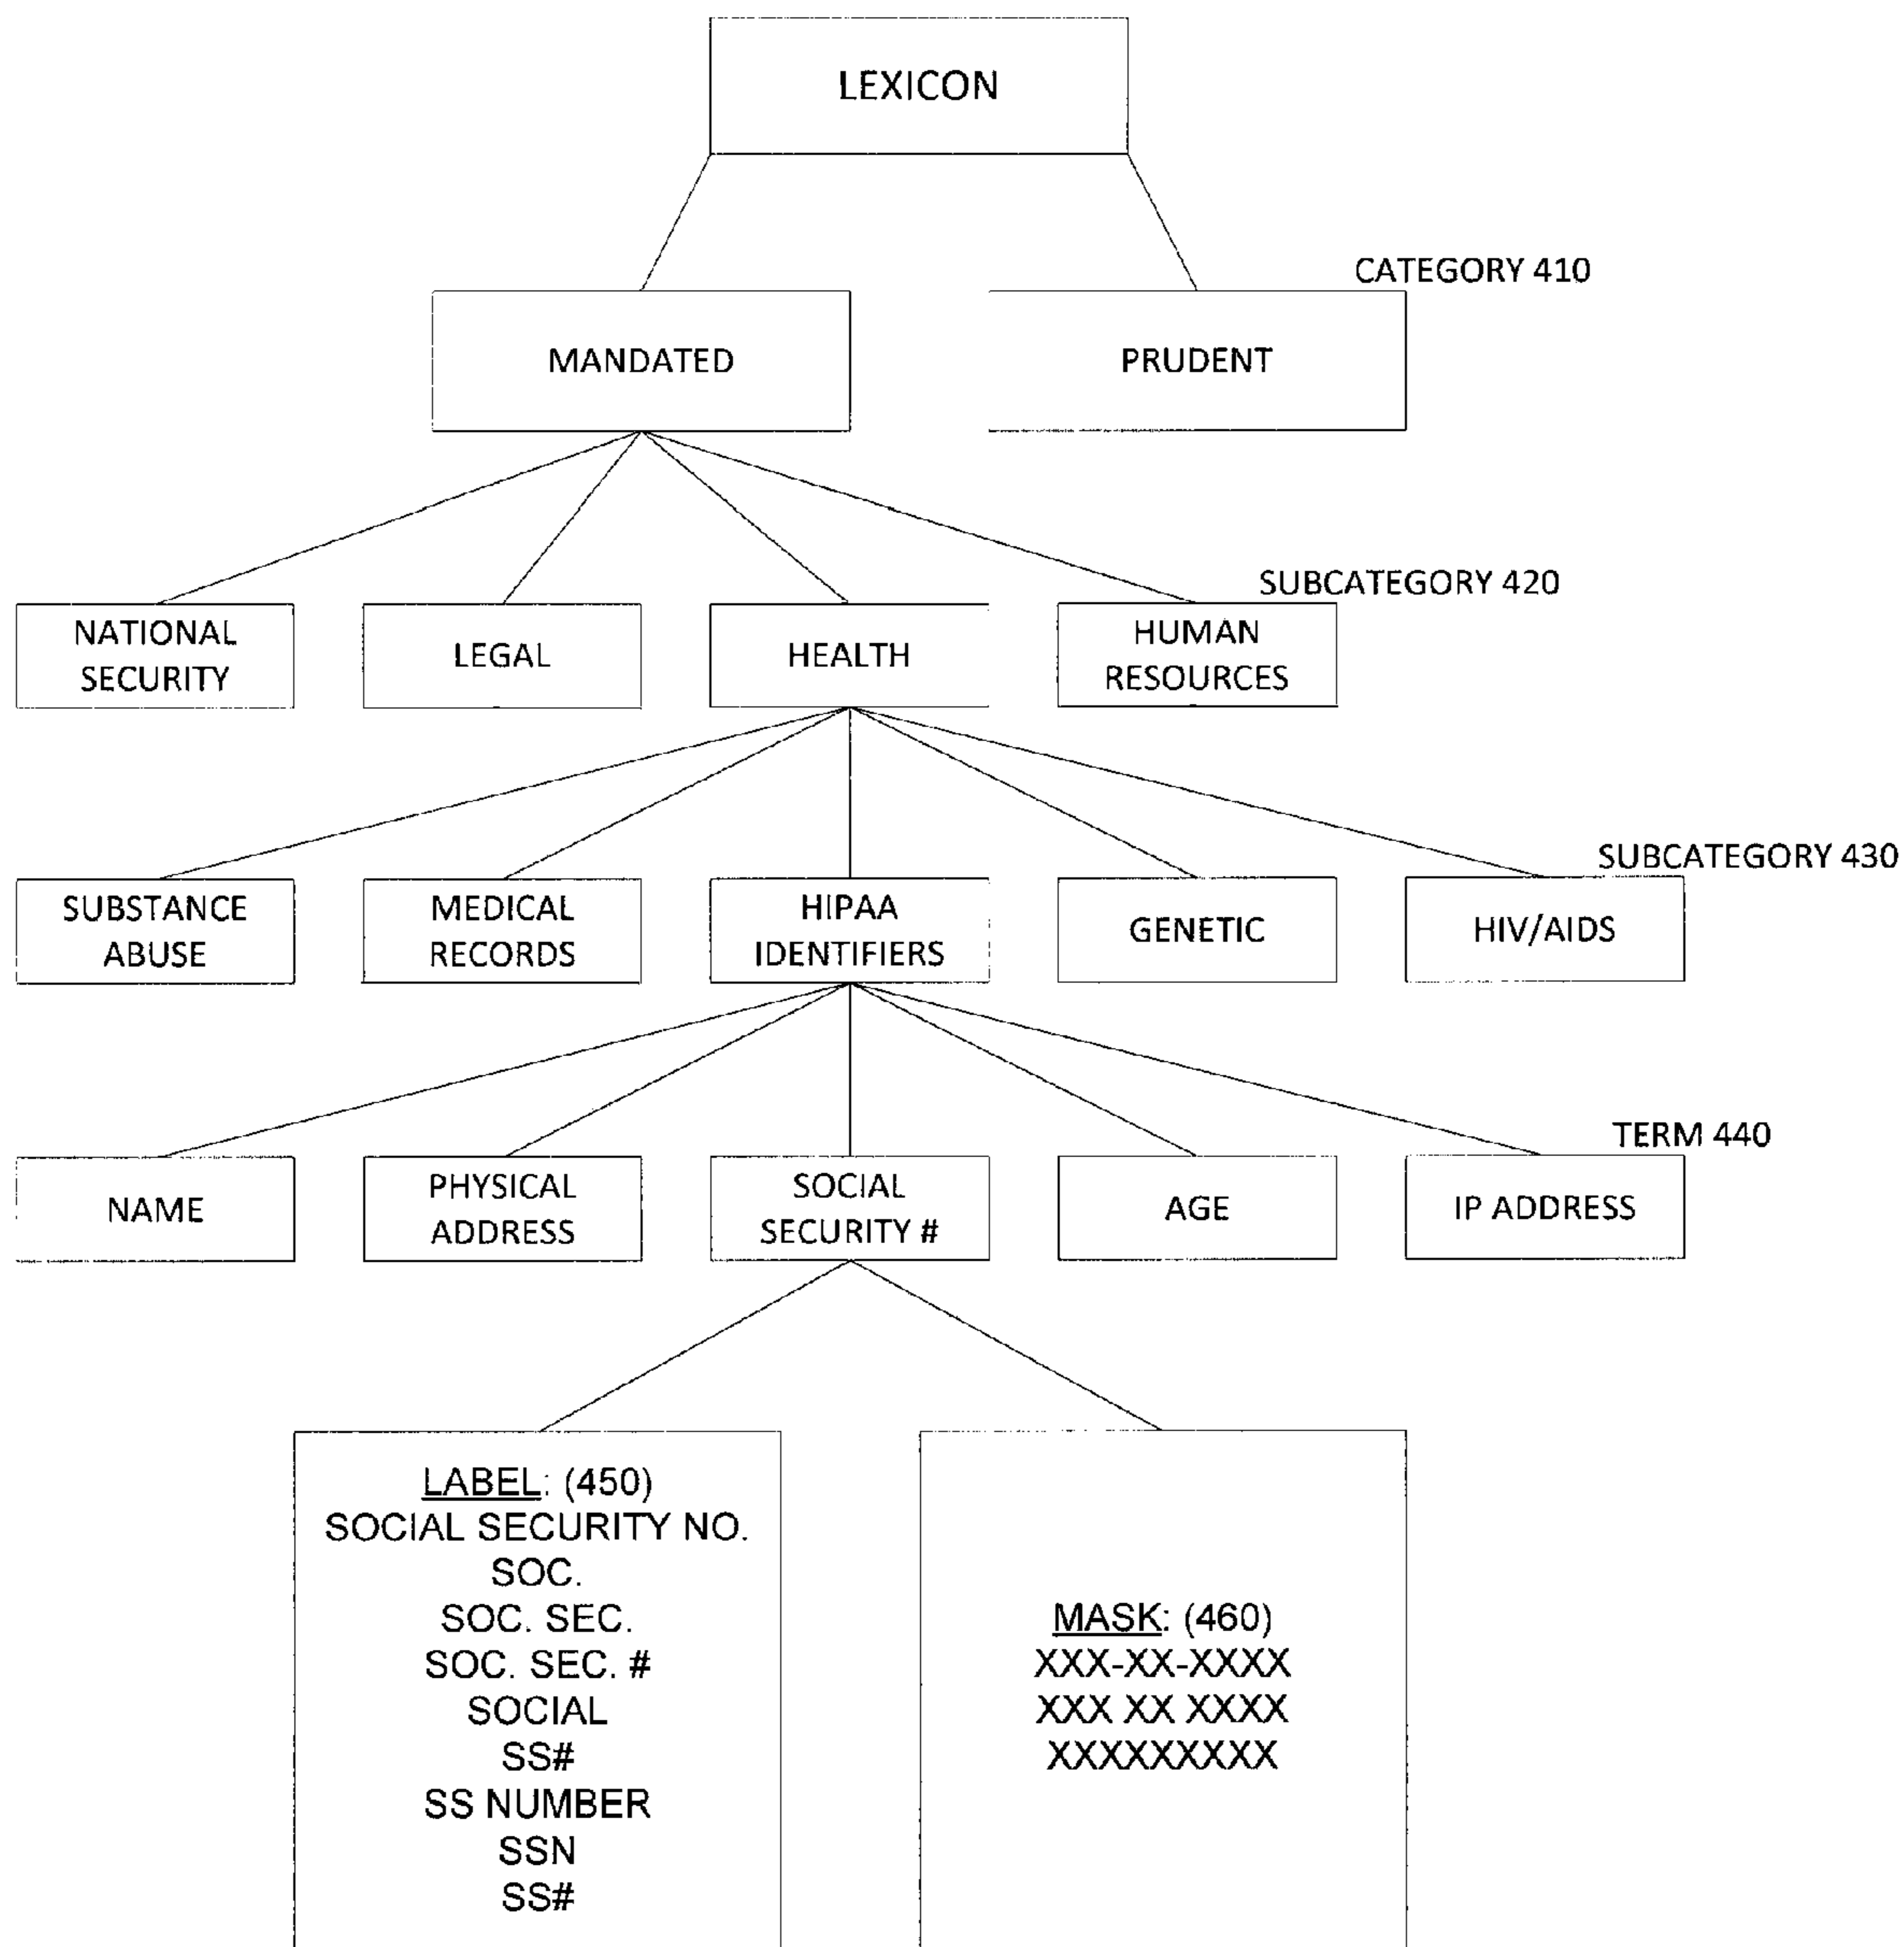 LEXICON
CATEGORY 410
MANDATED
PRUDENT
SUBCATEGORY 420
NATIONAL
SECURITY
LEGAL
HEALTH
HUMAN
RESOURCES
SUBCATEGORY 430
SUBSTANCE
ABUSE
MEDICAL
RECORDS
HIPAA
IDENTIFIERS
GENETIC
HIV/AIDS
TERM 440
NAME
PHYSICAL
ADDRESS
SOCIAL
SECURITY #
AGE
IP ADDRESS
LABEL: (450)
SOCIAL SECURITY NO.
SOC.
SOC. SEC.
SOC. SEC. #
SOCIAL
SS#
SS NUMBER
SSN
SS#
MASK: (460)
XXX-XX-XXXX
XXX XX XXXX
XXXXXXXXX